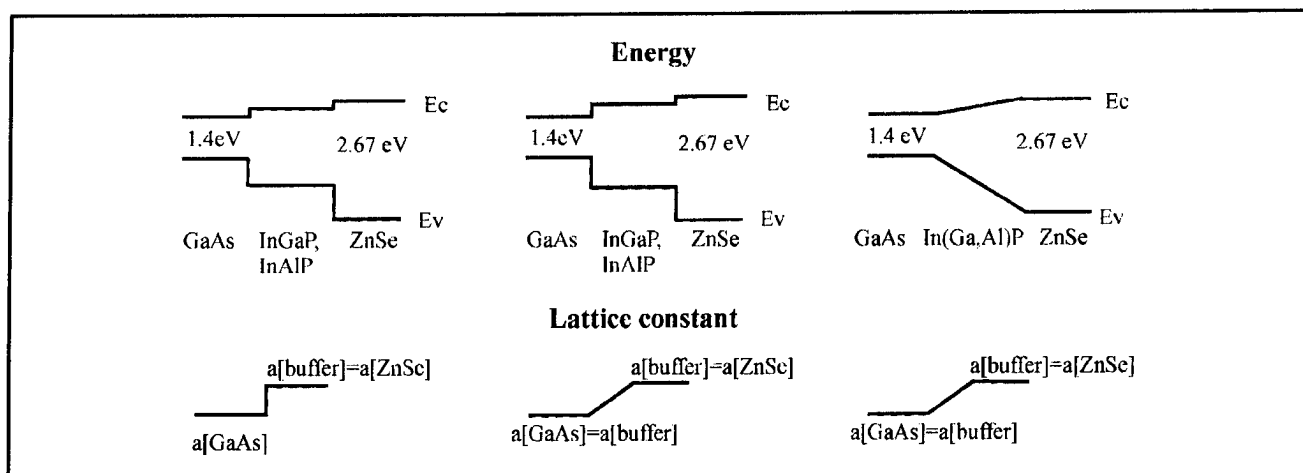 Energy
Ec
1.4eV
2.67 eV
Ev
GaAs
InGaP,
InAlP
ZnSe
Ec
1.4eV
2.67 eV
Ev
GaAs
InGaP,
InAlP
ZnSe
Ec
1.4 eV
2.67 eV
Ev
GaAs In(Ga,Al)P ZnSe
Lattice constant
a[buffer]=a[ZnSe]
a[GaAs]
a[buffer]=a[ZnSe]
a[GaAs]=a[buffer]
a[buffer]=a[ZnSe]
a[GaAs]=a[buffer]